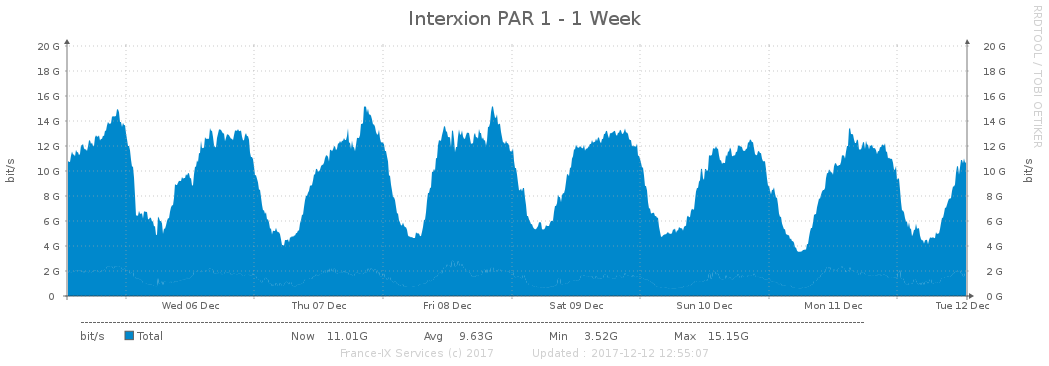 Interxion PAR 1 - 1 Week
RRDTOOL / TOBI OETIKER
20 G 20 G
18 G 18 G
16 G 16 G
14 G 14 G
12 G 12 G
10 G 10 G
8 G 8 G
6 G 6 G
4 G 4 G
2 G 2 G
0 0 G
bit/s bit/s
Wed 06 Dec Thu 07 Dec Fri 08 Dec Sat 09 Dec Sun 10 Dec Mon 11 Dec Tue 12 Dec
bit/s Total Now 11.01G Avg 9.63G Min 3.52G Max 15.15G
France-IX Services (c) 2017 Updated : 2017-12-12 12:55:07